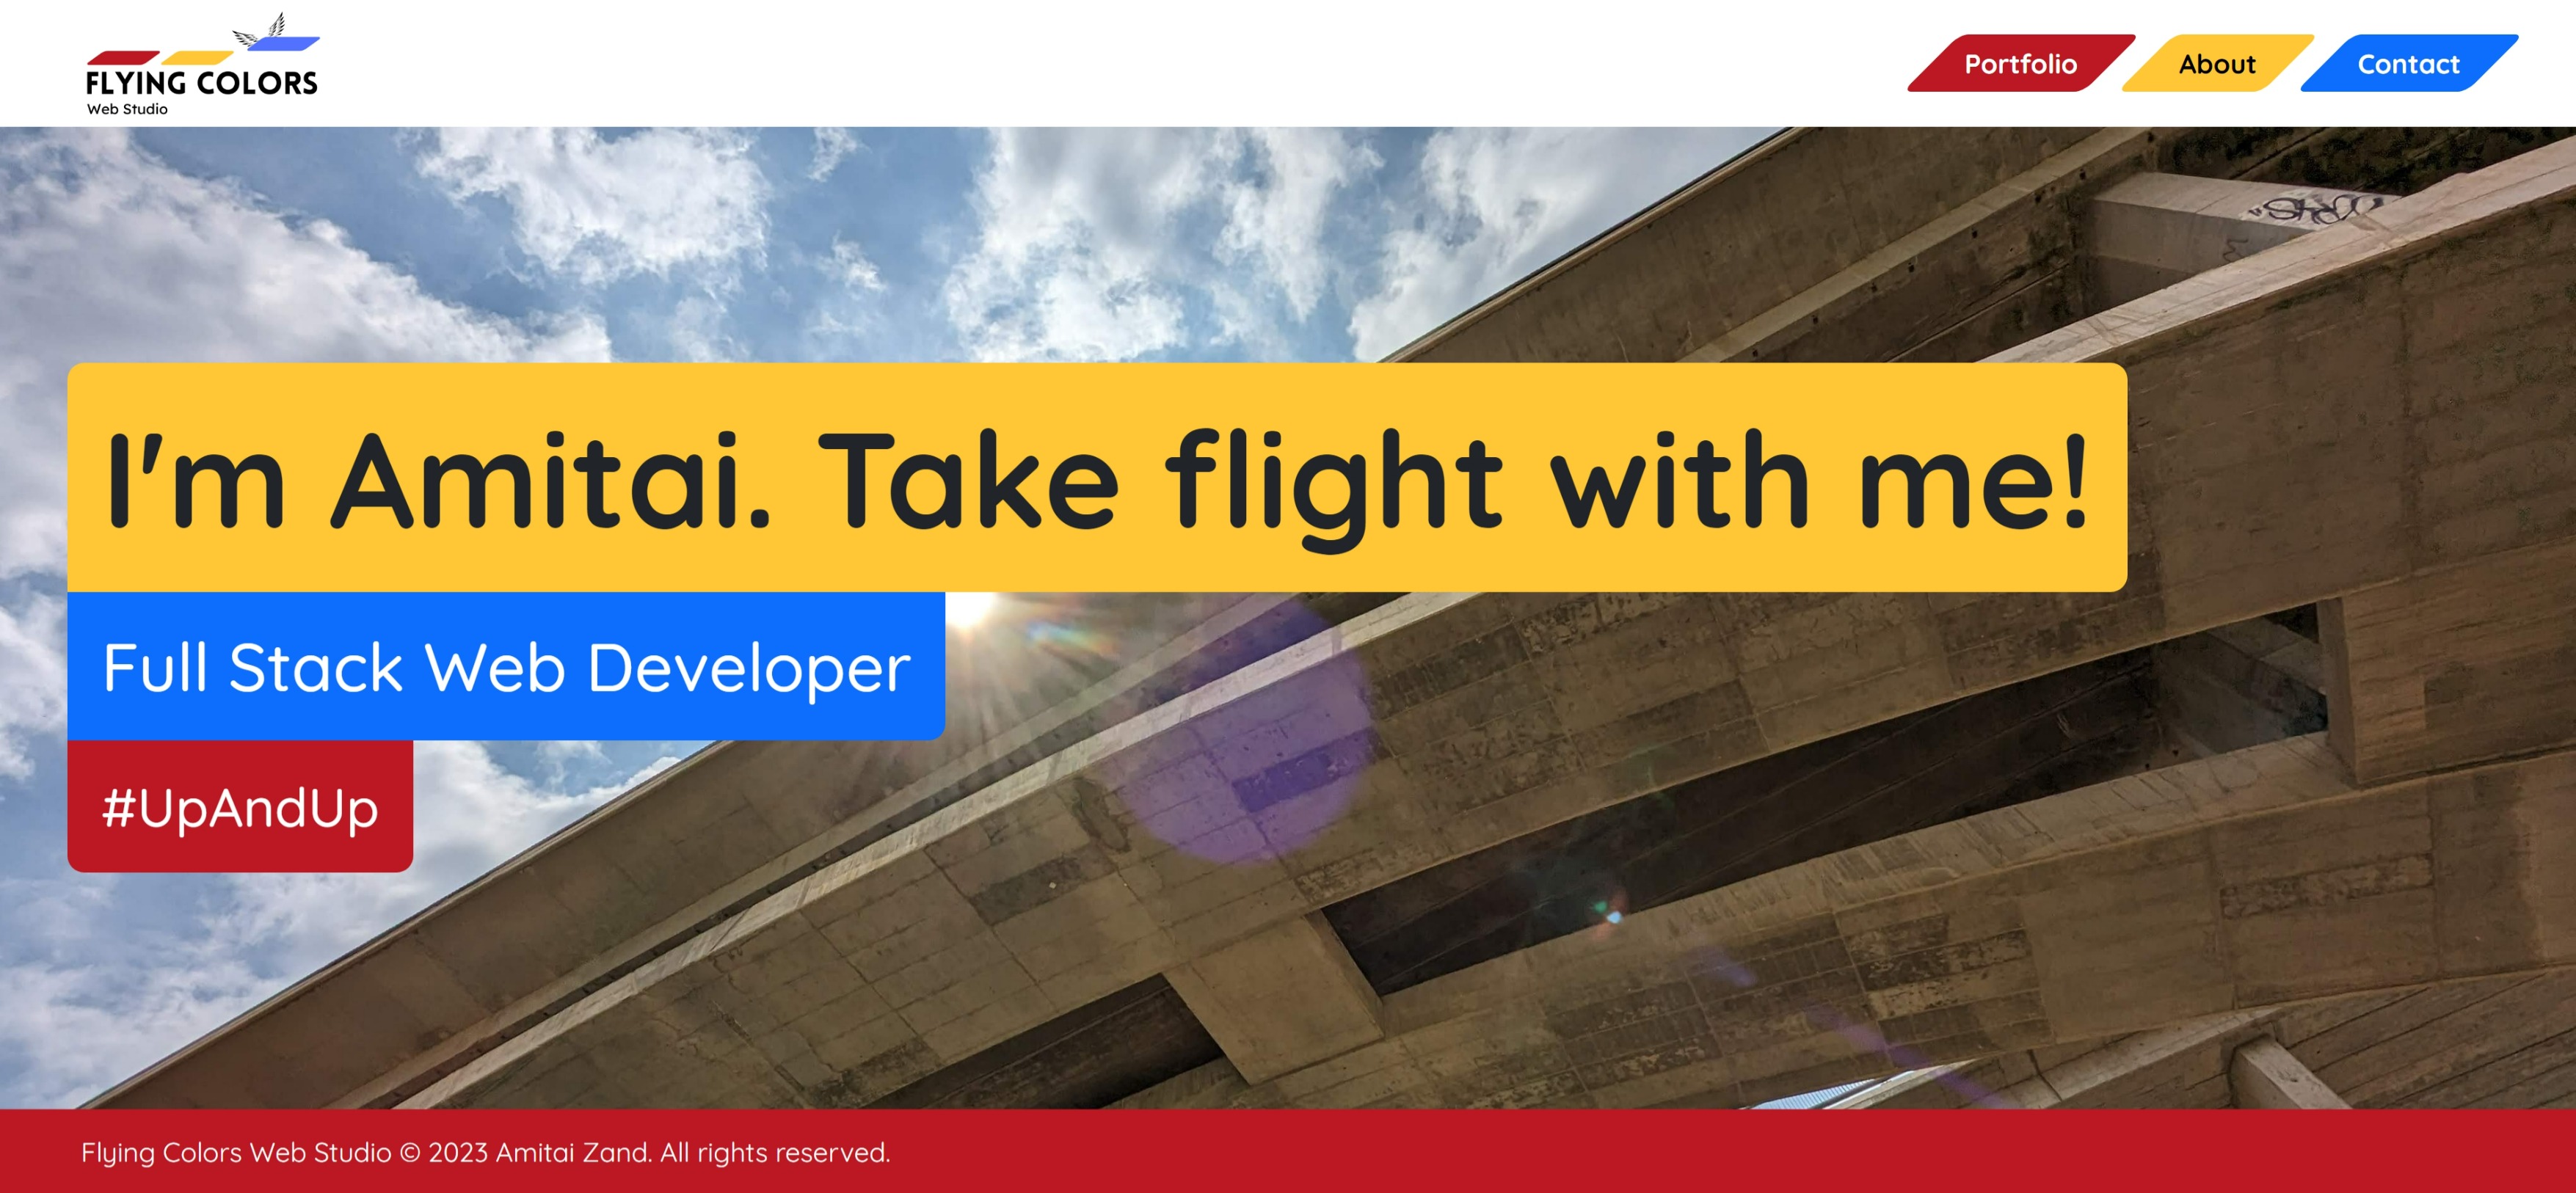 FLYING COLORS
Web Studio
Portfolio
About
Contact
I'm Amitai. Take flight with me!
Full Stack Web Developer
#UpAndUp
Flying Colors Web Studio © 2023 Amitai Zand. All rights reserved.